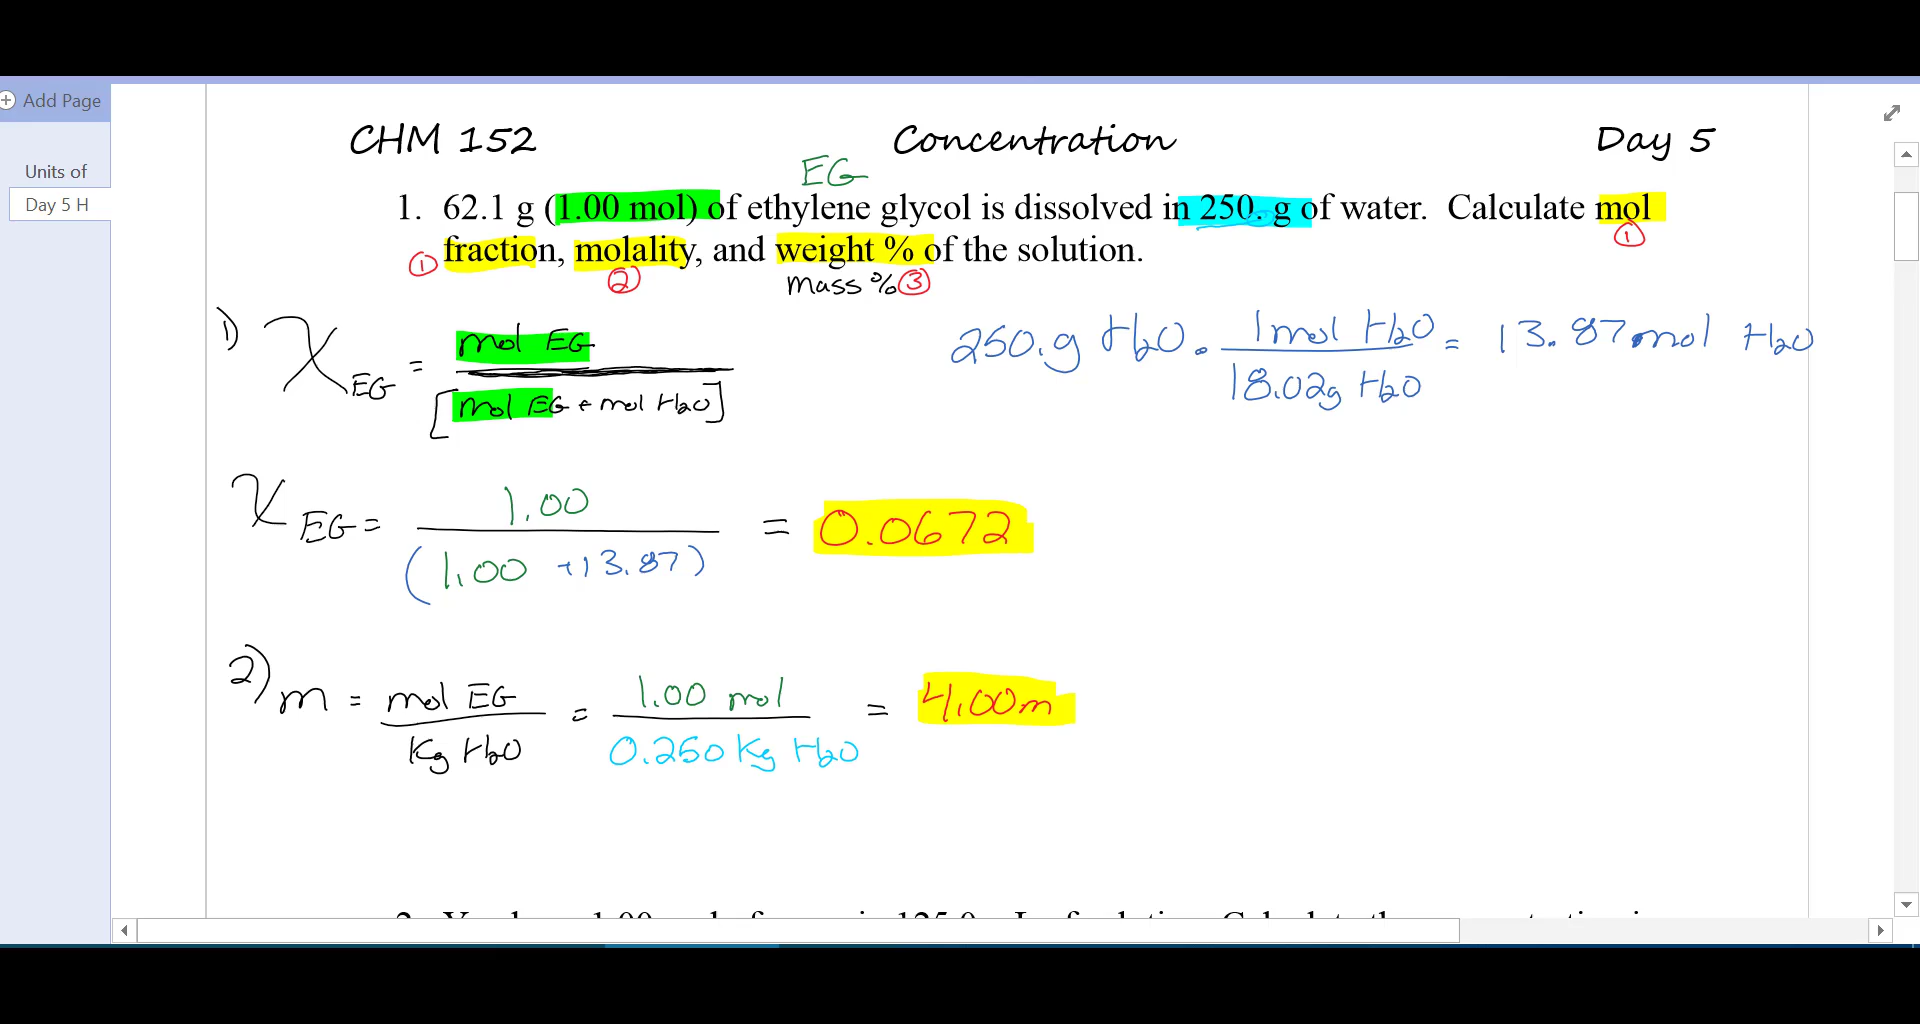 Add Page
Units of
Day 5 H
CHM 152 Concentration Day 5
EG
1. 62.1 g (1.00 mol) of ethylene glycol is dissolved in 250. g of water. Calculate mol
fraction, molality, and weight % of the solution.
① ② mass % ③ ①
1) X EG = mol EG / [mol EG + mol H2O]
250. g H2O · 1 mol H2O / 18.02g H2O = 13.87 mol H2O
X EG = 1.00 / (1.00 + 13.87) = 0.0672
2) m = mol EG / Kg H2O = 1.00 mol / 0.250 Kg H2O = 4.00 m